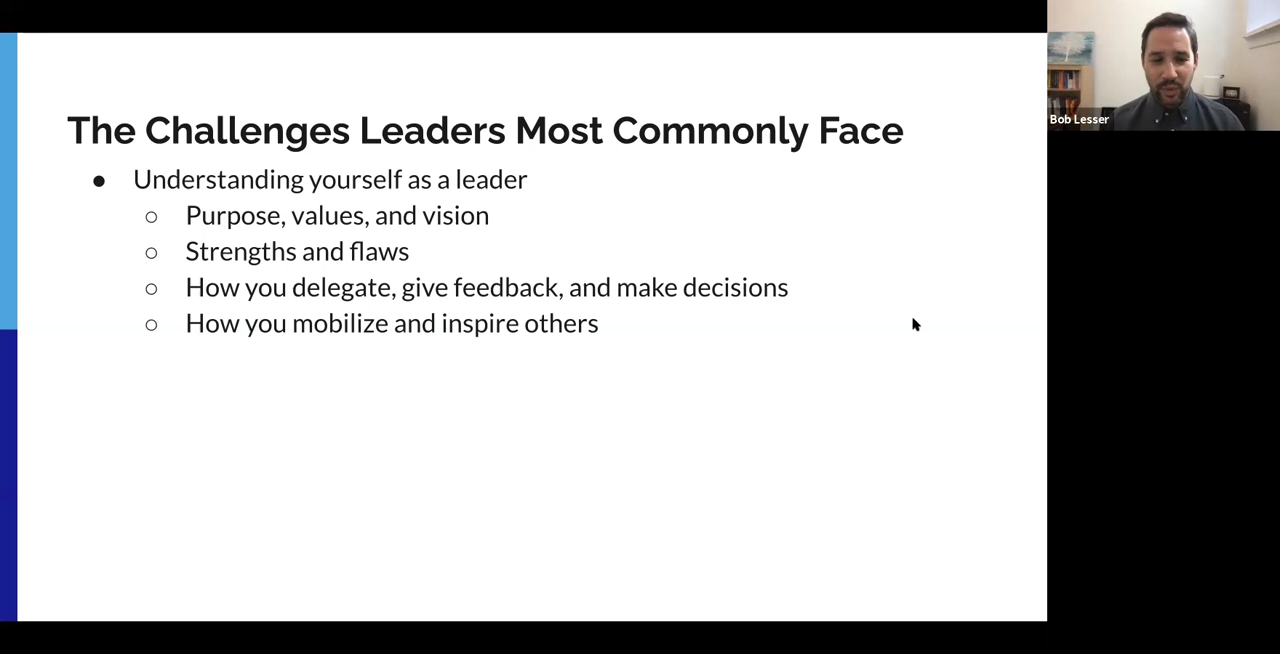 The Challenges Leaders Most Commonly Face
● Understanding yourself as a leader
○ Purpose, values, and vision
○ Strengths and flaws
○ How you delegate, give feedback, and make decisions
○ How you mobilize and inspire others
Bob Lesser